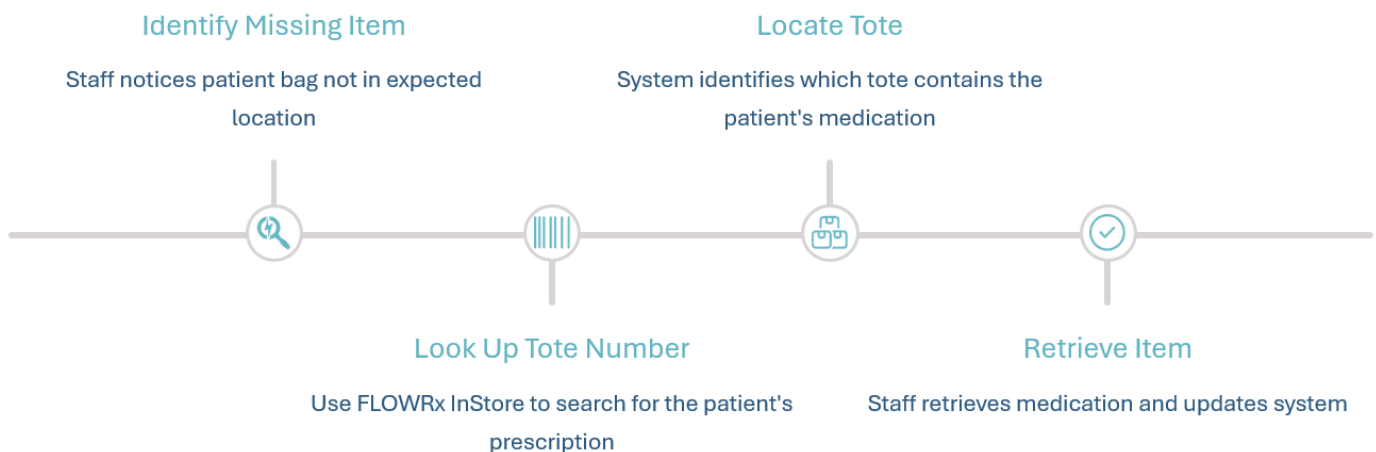 Identify Missing Item
Staff notices patient bag not in expected
location
Look Up Tote Number
Use FLOWRx InStore to search for the patient's
prescription
Locate Tote
System identifies which tote contains the
patient's medication
Retrieve Item
Staff retrieves medication and updates system